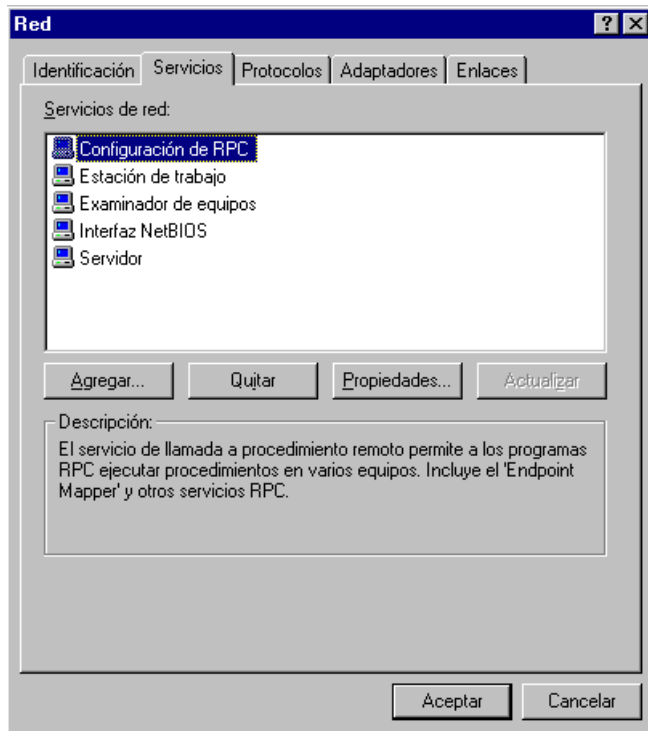 Red
Identificación Servicios Protocolos Adaptadores Enlaces
Servicios de red:
Configuración de RPC
Estación de trabajo
Examinador de equipos
Interfaz NetBIOS
Servidor
Agregar... Quitar Propiedades... Actualizar
Descripción:
El servicio de llamada a procedimiento remoto permite a los programas
RPC ejecutar procedimientos en varios equipos. Incluye el 'Endpoint
Mapper' y otros servicios RPC.
Aceptar Cancelar